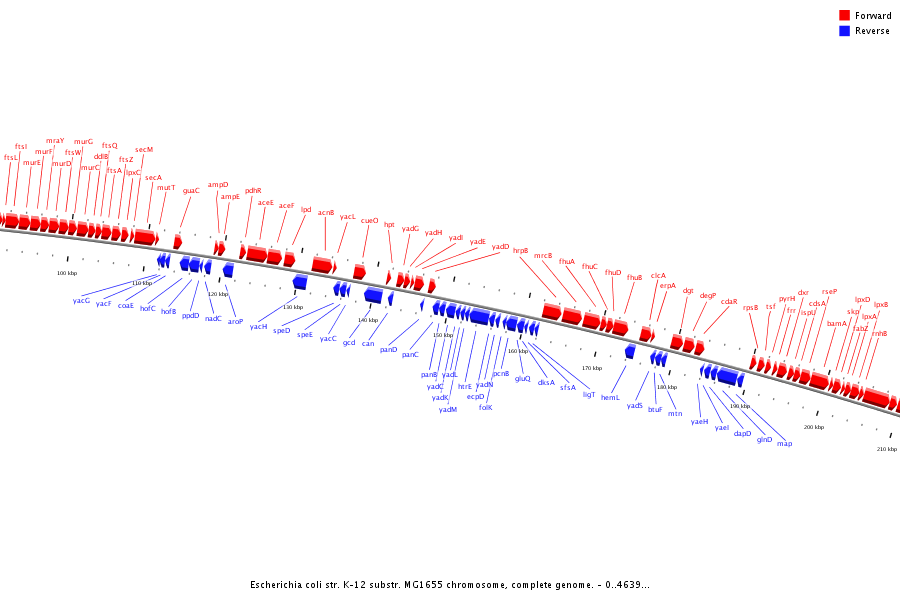 Forward
Reverse
ftsL
ftsI
murE
murF
mraY
murD
ftsW
murG
murC
ddlB
ftsQ
ftsA
ftsZ
lpxC
secM
secA
mutT
guaC
ampD
ampE
pdhR
aceE
aceF
lpd
acnB
yacL
cueO
hpt
yadG
yadH
yadI
yadE
yadD
hrpB
mrcB
fhuA
fhuC
fhuD
fhuB
clcA
erpA
dgt
degP
cdaR
rpsB
tsf
pyrH
frr
dxr
ispU
cdsA
rseP
bamA
skp
lpxD
fabZ
lpxA
lpxB
rnhB
100 kbp
110 kbp
120 kbp
130 kbp
140 kbp
150 kbp
160 kbp
170 kbp
180 kbp
190 kbp
200 kbp
210 kbp
yacG
yacF
coaE
hofC
hofB
ppdD
nadC
aroP
yacH
speD
speE
yacC
gcd
can
panD
panC
panB
yadC
yadK
yadL
yadM
htrE
ecpD
yadN
folK
pcnB
gluQ
dksA
sfsA
ligT
hemL
yadS
btuF
mtn
yaeH
yaeI
dapD
glnD
map
Escherichia coli str. K-12 substr. MG1655 chromosome, complete genome. - 0..4639...